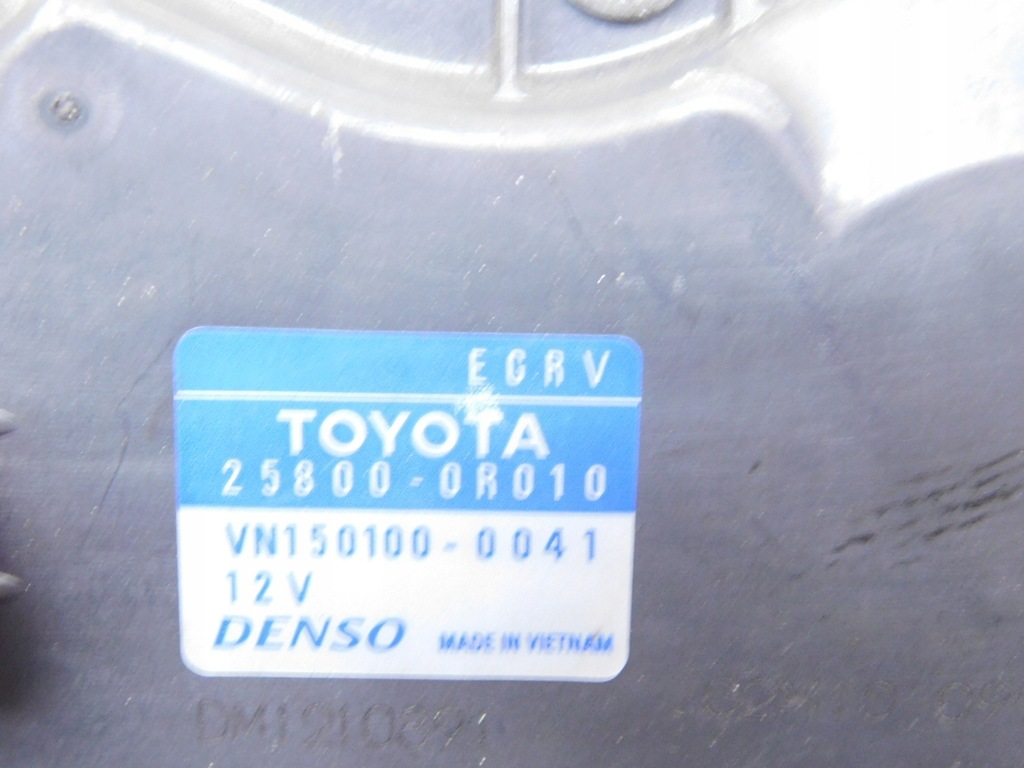 EGRV
TOYOTA
25800-0R010
VN150100-0041
12V
DENSO MADE IN VIETNAM